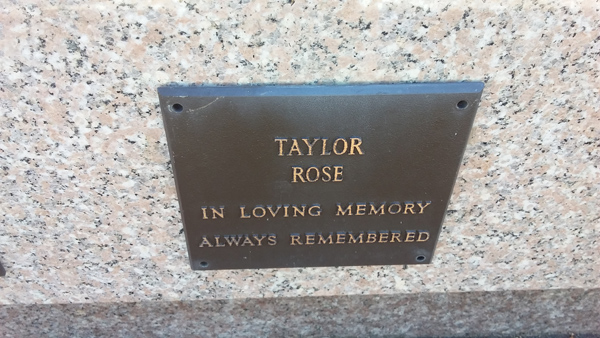 TAYLOR
ROSE
IN LOVING MEMORY
ALWAYS REMEMBERED